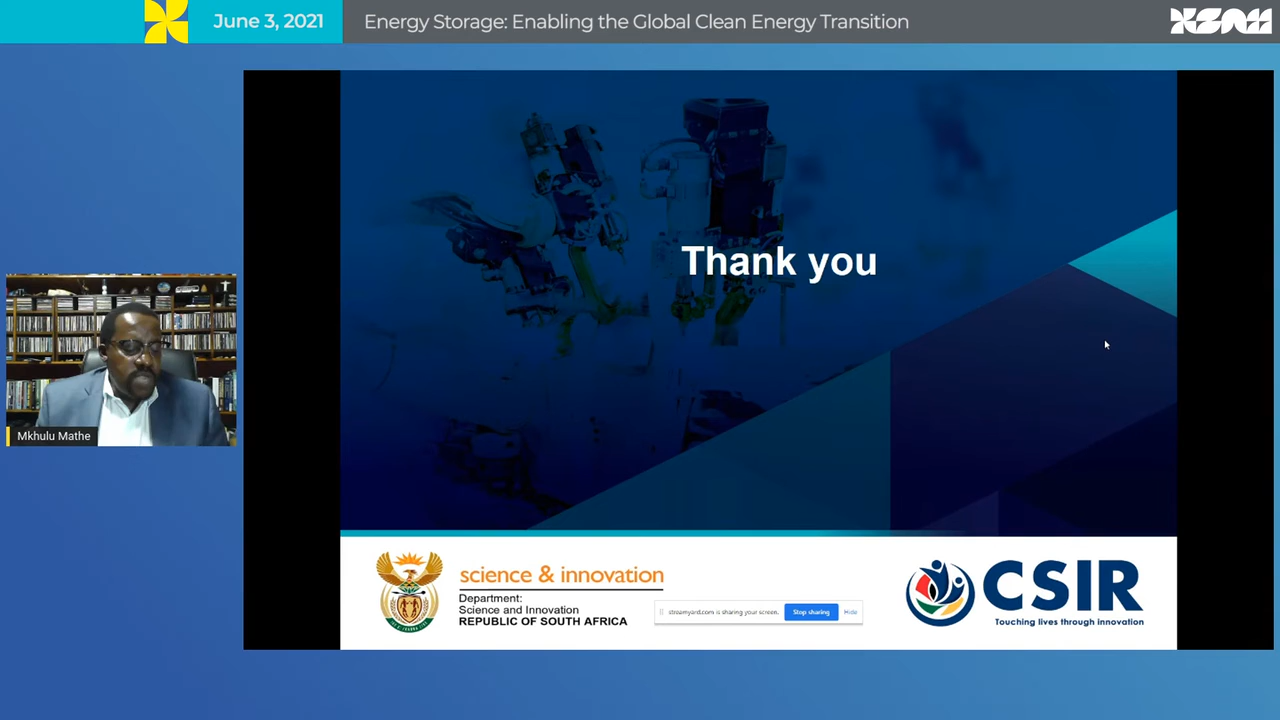 June 3, 2021
Energy Storage: Enabling the Global Clean Energy Transition
Thank you
Mkhulu Mathe
science & innovation
Department:
Science and Innovation
REPUBLIC OF SOUTH AFRICA
streamyard.com is sharing your screen.
Stop sharing
Hide
CSIR
Touching lives through innovation